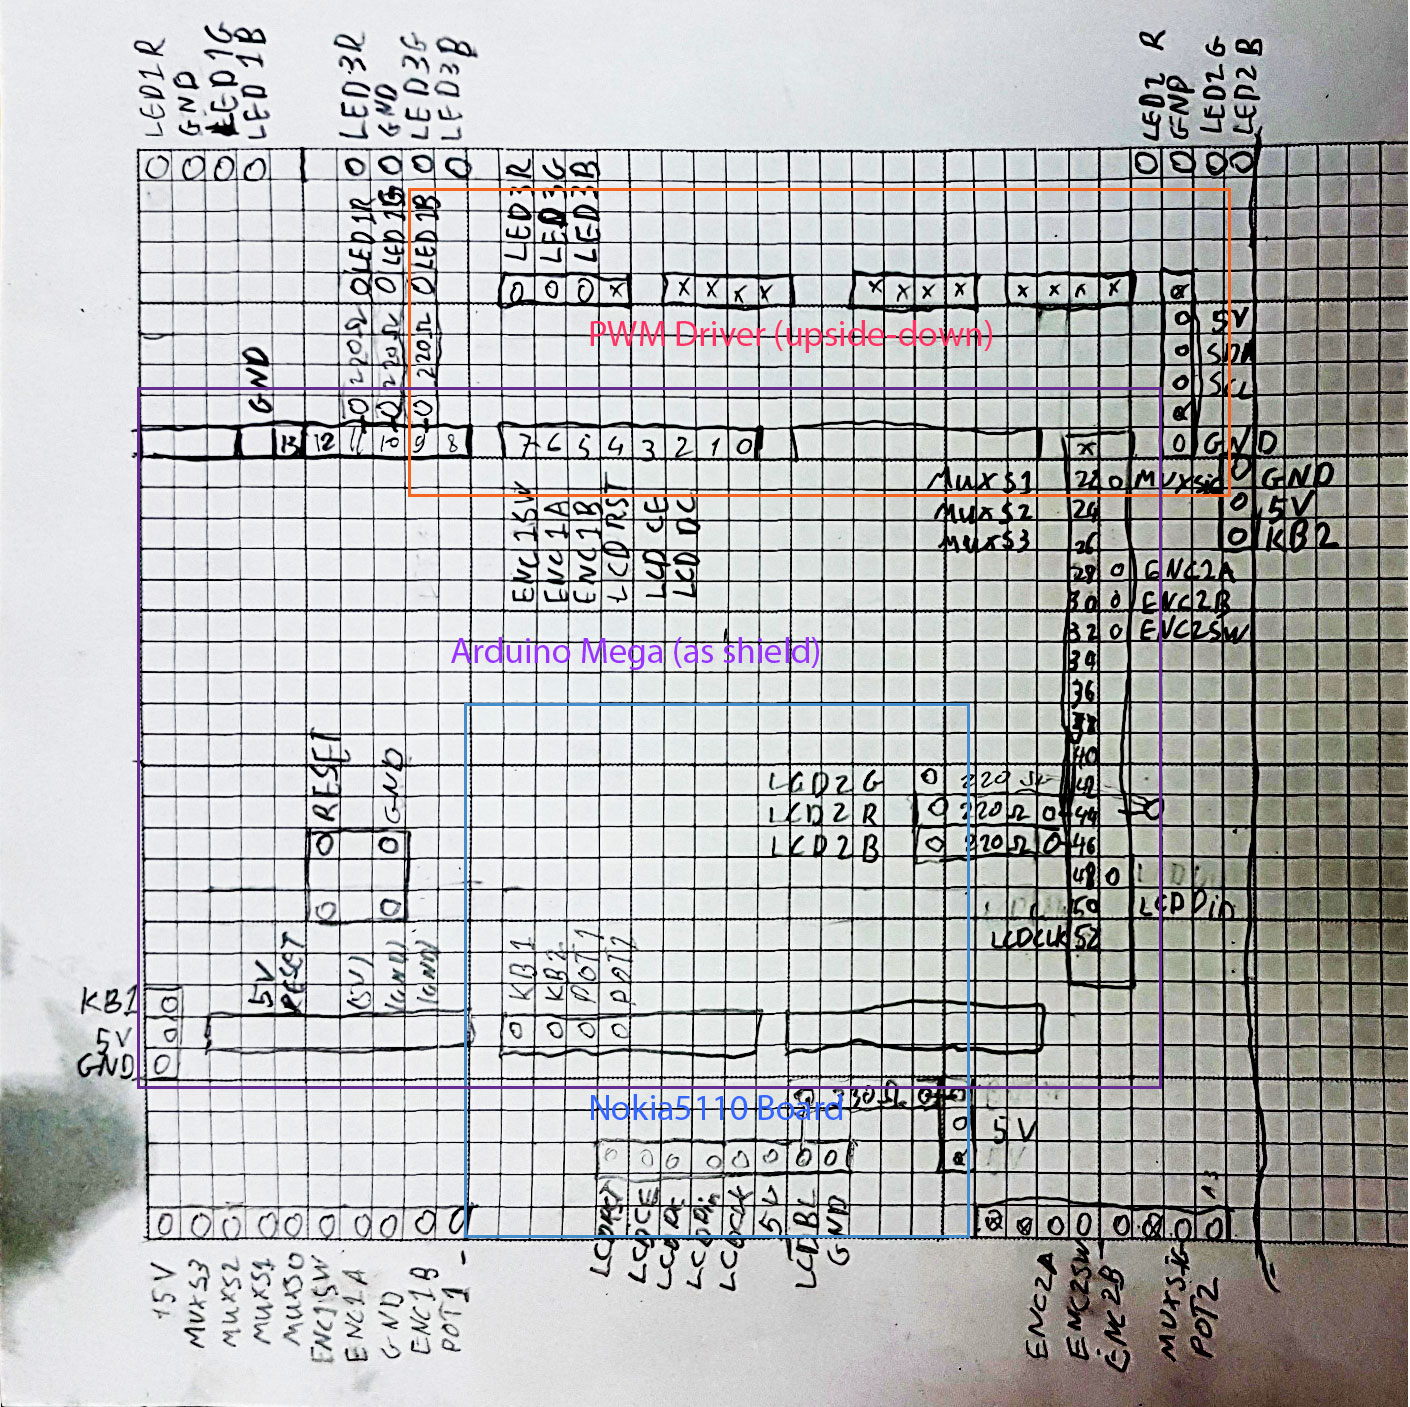 LED1R
GND
LED1G
LED1B
LED3R
GND
LED3G
LED3B
LED2 R
GND
LED2G
LED2B
LED1R
LED1G
LED1B
LED3R
LED3G
LED3B
x x x x x
x x x x
x x x x
PWM Driver (upside-down)
5V
SDA
SCL
GND
220Ω
220Ω
220Ω
GND
13 12 11 10 9 8
7 6 5 4 3 2 1 0
x
GND
5V
KB2
ENC1SW
ENC1A
ENC1B
LCDRST
LCD CE
LCD DC
MUXS1 22 MUXSIG
MUXS2 24
MUXS3 26
28 ENC2A
30 ENC2B
32 ENC2SW
34
36
38
40
Arduino Mega (as shield)
LCD2G 220 42
LCD2R 220Ω 44
LCD2B 220Ω 46
48
50 LCD Din
LCDCLK 52
RESET
GND
KB1
5V
GND
5V
RESET
(5V)
(GND)
(GND)
KB1
KB2
POT1
POT2
330Ω
Nokia5110 Board
5V
LCDRST
LCDCE
LCDDC
LCDDin
LCDCLK
5V
LCDBL
GND
15V
MUXS3
MUXS2
MUXS1
MUXS0
ENC1SW
ENC1A
GND
ENC1B
POT1
ENC2A
ENC2SW
ENC2B
MUXSIG
POT2
13